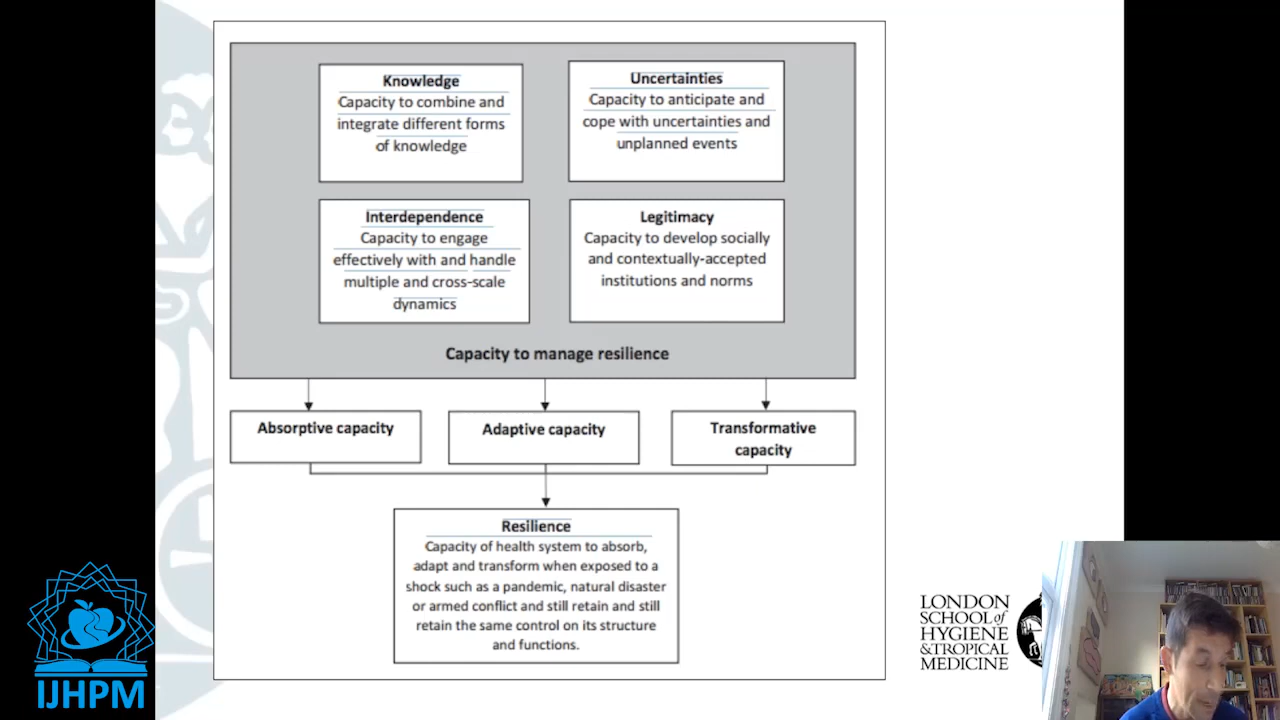 Knowledge
Capacity to combine and
integrate different forms
of knowledge
Uncertainties
Capacity to anticipate and
cope with uncertainties and
unplanned events
Interdependence
Capacity to engage
effectively with and handle
multiple and cross-scale
dynamics
Legitimacy
Capacity to develop socially
and contextually-accepted
institutions and norms
Capacity to manage resilience
Absorptive capacity
Adaptive capacity
Transformative
capacity
Resilience
Capacity of health system to absorb,
adapt and transform when exposed to a
shock such as a pandemic, natural disaster
or armed conflict and still retain and still
retain the same control on its structure
and functions.
IJHPM
LONDON
SCHOOL of
HYGIENE
&TROPICAL
MEDICINE